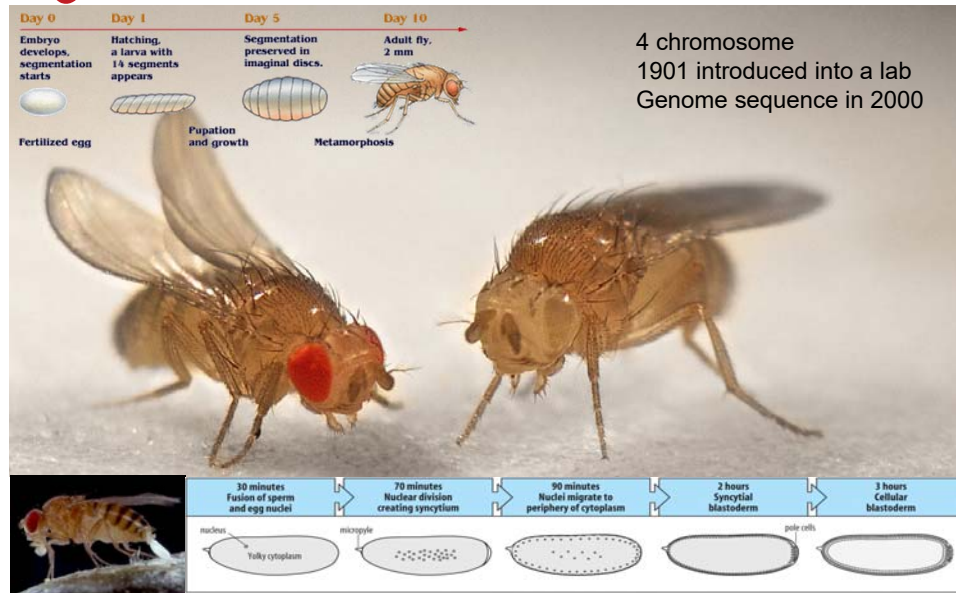 Day 0
Embryo
develops,
segmentation
starts
Fertilized egg
Day 1
Hatching,
a larva with
14 segments
appears
Pupation
and growth
Day 5
Segmentation
preserved in
imaginal discs.
Metamorphosis
Day 10
Adult fly,
2 mm
4 chromosome
1901 introduced into a lab
Genome sequence in 2000
30 minutes
Fusion of sperm
and egg nuclei
nucleus
Yolky cytoplasm
70 minutes
Nuclear division
creating syncytium
micropyle
90 minutes
Nuclei migrate to
periphery of cytoplasm
2 hours
Syncytial
blastoderm
pole cells
3 hours
Cellular
blastoderm